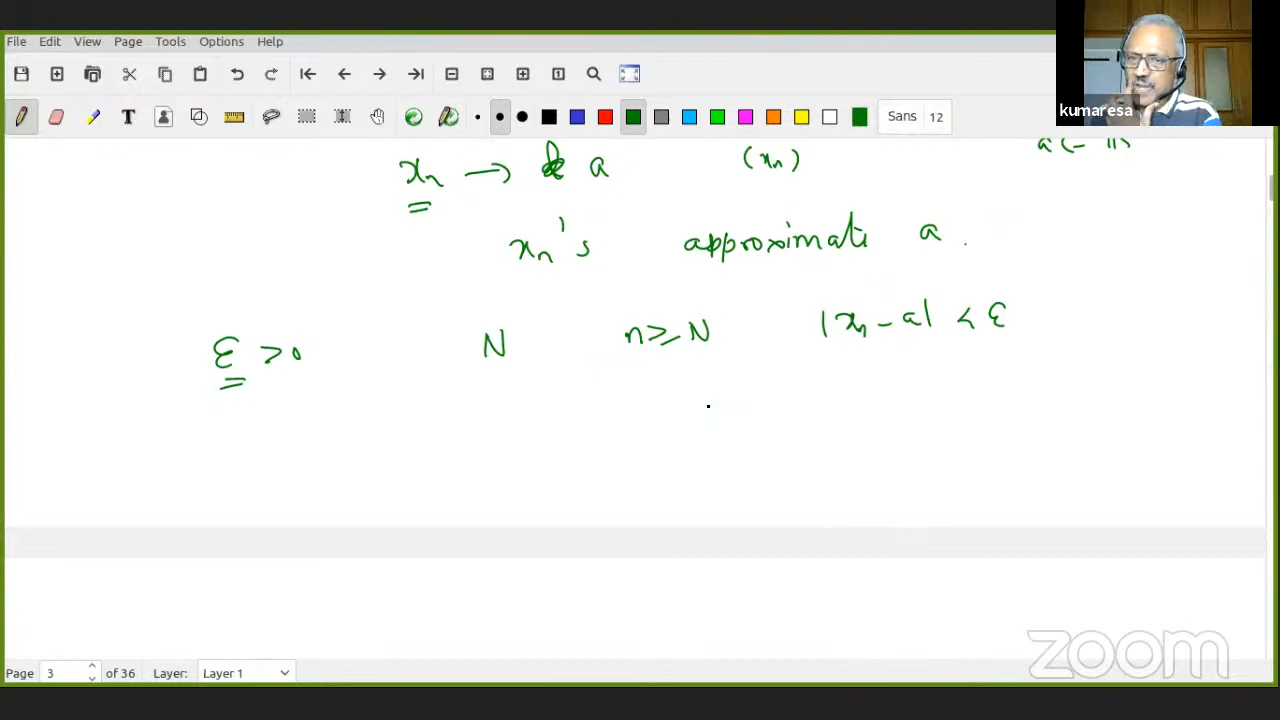 File Edit View Page Tools Options Help
kumaresa
Sans 12
xₙ → a (xₙ)
xₙ's approximate a.
ε > 0 N n ≥ N |xₙ - a| < ε
zoom
Page 3 of 36 Layer: Layer 1